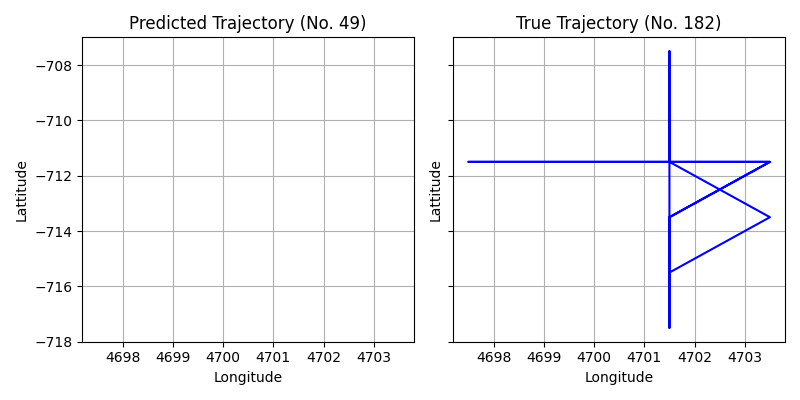 Predicted Trajectory (No. 49)
Lattitude
−708
−710
−712
−714
−716
−718
4698 4699 4700 4701 4702 4703
Longitude
True Trajectory (No. 182)
Lattitude
4698 4699 4700 4701 4702 4703
Longitude